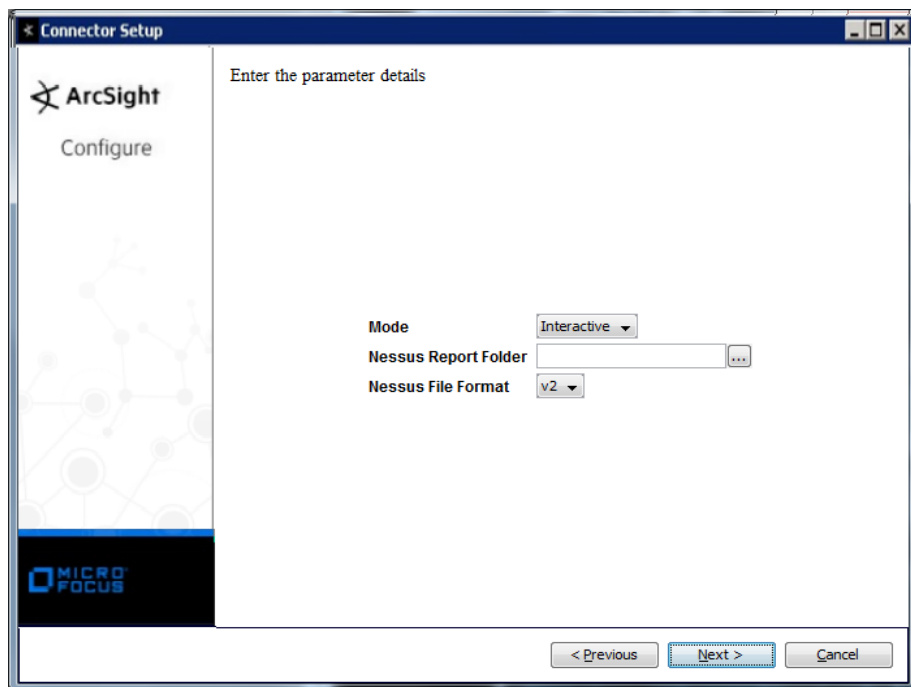 Connector Setup
ArcSight
Configure
Enter the parameter details
Mode Interactive
Nessus Report Folder ...
Nessus File Format v2
MICRO
FOCUS
< Previous Next > Cancel